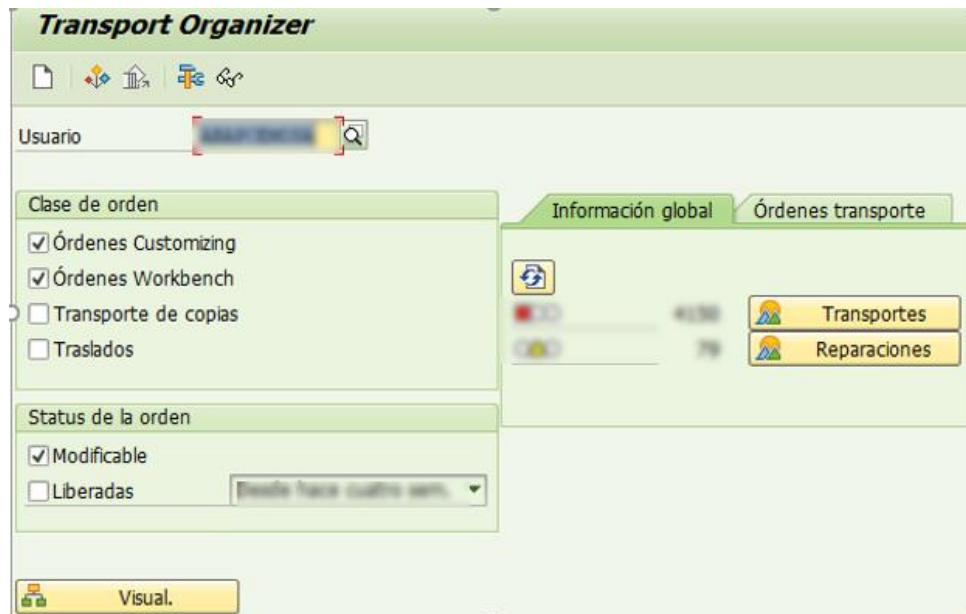 Transport Organizer
Usuario
Clase de orden
Órdenes Customizing
Órdenes Workbench
Transporte de copias
Traslados
Status de la orden
Modificable
Liberadas
Visual.
Información global
Órdenes transporte
Transportes
Reparaciones